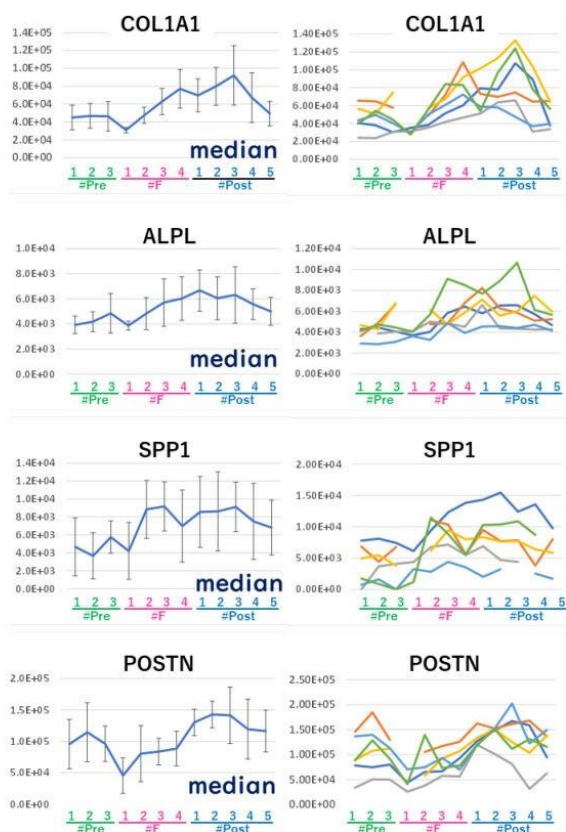 COL1A1
1.4E+05
1.2E+05
1.0E+05
8.0E+04
6.0E+04
4.0E+04
2.0E+04
0.0E+00
median
1 2 3 1 2 3 4 1 2 3 4 5
#Pre #F #Post
COL1A1
1.40E+05
1.20E+05
1.00E+05
8.00E+04
6.00E+04
4.00E+04
2.00E+04
0.00E+00
1 2 3 1 2 3 4 1 2 3 4 5
#Pre #F #Post
ALPL
1.0E+04
8.0E+03
6.0E+03
4.0E+03
2.0E+03
0.0E+00
median
1 2 3 1 2 3 4 1 2 3 4 5
#Pre #F #Post
ALPL
1.20E+04
1.00E+04
8.00E+03
6.00E+03
4.00E+03
2.00E+03
0.00E+00
1 2 3 1 2 3 4 1 2 3 4 5
#Pre #F #Post
SPP1
1.4E+04
1.2E+04
1.0E+04
8.0E+03
6.0E+03
4.0E+03
2.0E+03
0.0E+00
median
1 2 3 1 2 3 4 1 2 3 4 5
#Pre #F #Post
SPP1
2.00E+04
1.50E+04
1.00E+04
5.00E+03
0.00E+00
1 2 3 1 2 3 4 1 2 3 4 5
#Pre #F #Post
POSTN
2.0E+05
1.5E+05
1.0E+05
5.0E+04
0.0E+00
median
1 2 3 1 2 3 4 1 2 3 4 5
#Pre #F #Post
POSTN
2.50E+05
2.00E+05
1.50E+05
1.00E+05
5.00E+04
0.00E+00
1 2 3 1 2 3 4 1 2 3 4 5
#Pre #F #Post